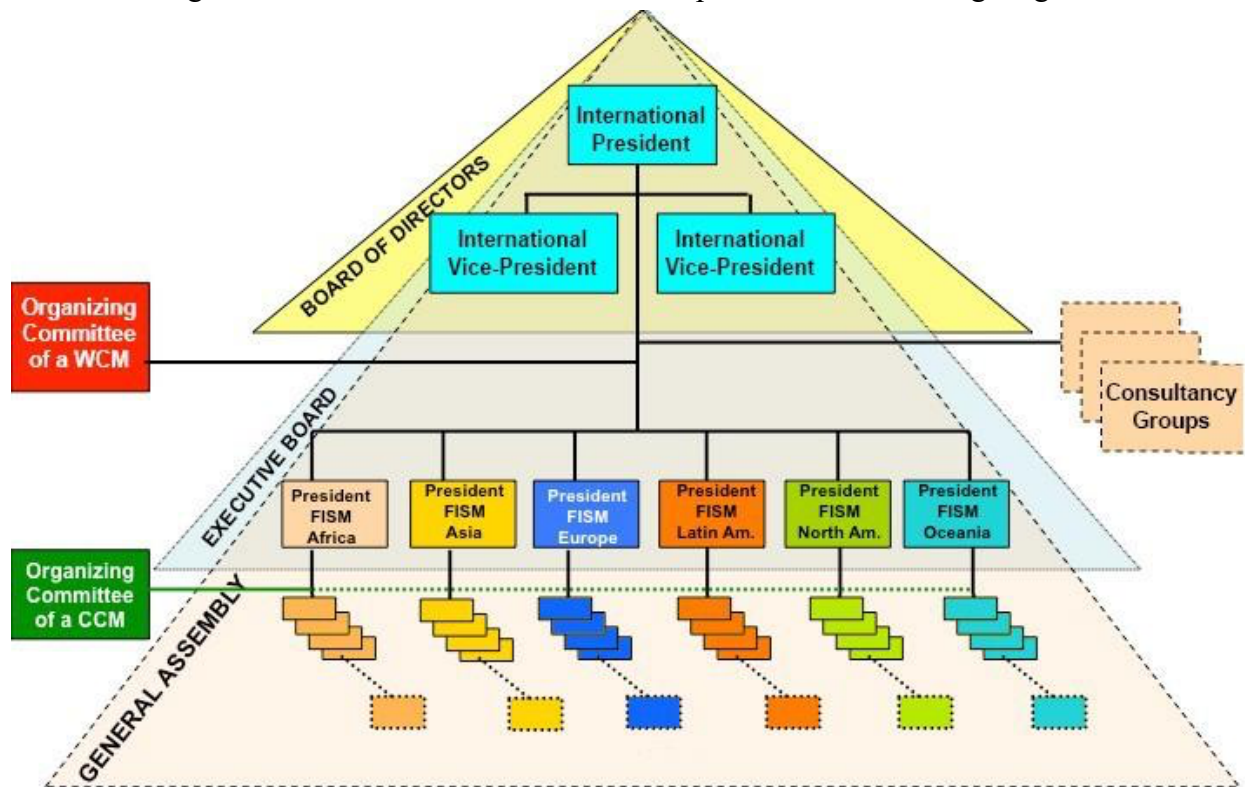 International
President
BOARD OF DIRECTORS
International
Vice-President
International
Vice-President
Organizing
Committee
of a WCM
Consultancy
Groups
EXECUTIVE BOARD
President
FISM
Africa
President
FISM
Asia
President
FISM
Europe
President
FISM
Latin Am.
President
FISM
North Am.
President
FISM
Oceania
Organizing
Committee
of a CCM
GENERAL ASSEMBLY